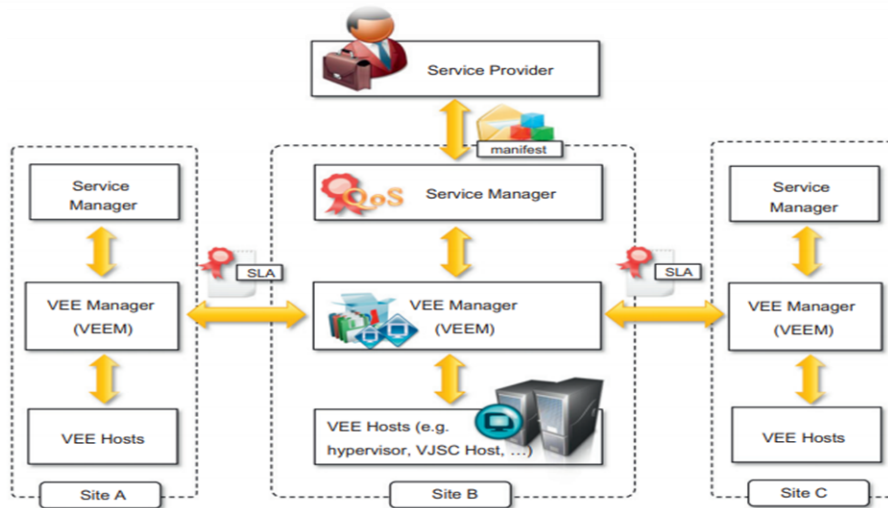 Service Provider
manifest
Service
Manager
SLA
VEE Manager
(VEEM)
VEE Hosts
Site A
QoS
Service Manager
VEE Manager
(VEEM)
VEE Hosts (e.g.
hypervisor, VJSC Host, ...)
Site B
SLA
Service
Manager
VEE Manager
(VEEM)
VEE Hosts
Site C